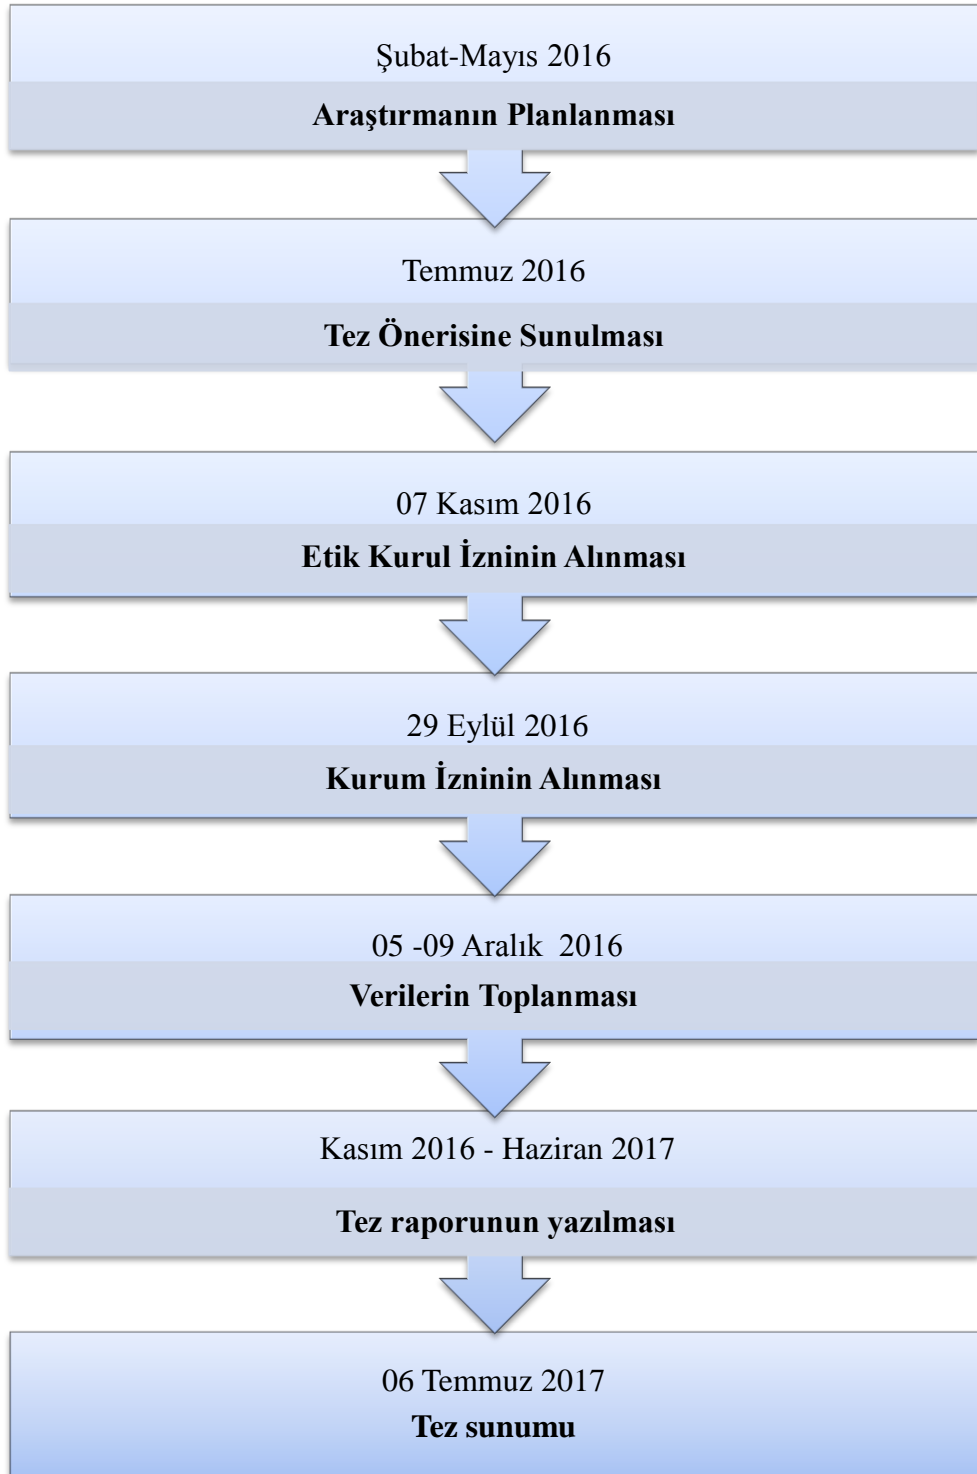 Şubat-Mayıs 2016
Araştırmanın Planlanması
Temmuz 2016
Tez Önerisine Sunulması
07 Kasım 2016
Etik Kurul İzninin Alınması
29 Eylül 2016
Kurum İzninin Alınması
05 -09 Aralık  2016
Verilerin Toplanması
Kasım 2016 - Haziran 2017
Tez raporunun yazılması
06 Temmuz 2017
Tez sunumu